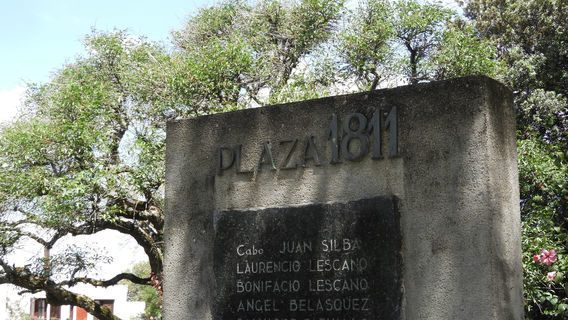 PLAZA 1811
Cabo JUAN SILBA
LAURENCIO LESCANO
BONIFACIO LESCANO
ANGEL BELASQUEZ